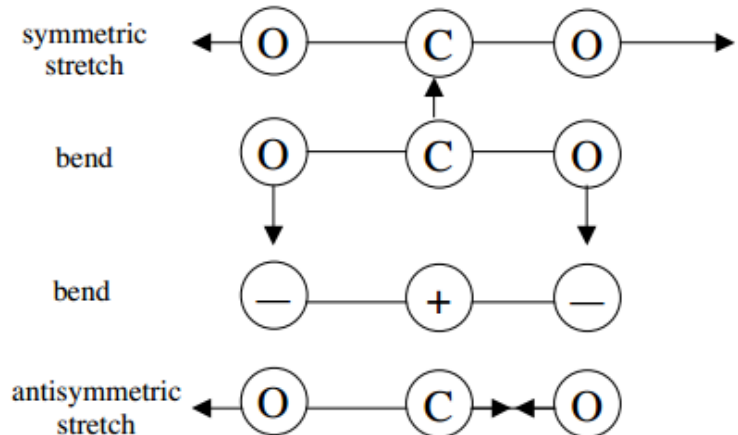 symmetric
stretch
O C O
bend
O C O
bend
— + —
antisymmetric
stretch
O C O